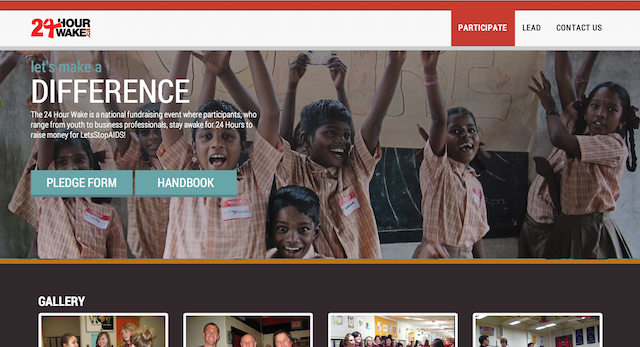 24 HOUR
WAKE
PARTICIPATE LEAD CONTACT US
let's make a
DIFFERENCE
The 24 Hour Wake is a national fundraising event where participants, who
range from youth to business professionals, stay awake for 24 Hours to
raise money for LetsStopAIDS!
PLEDGE FORM HANDBOOK
GALLERY